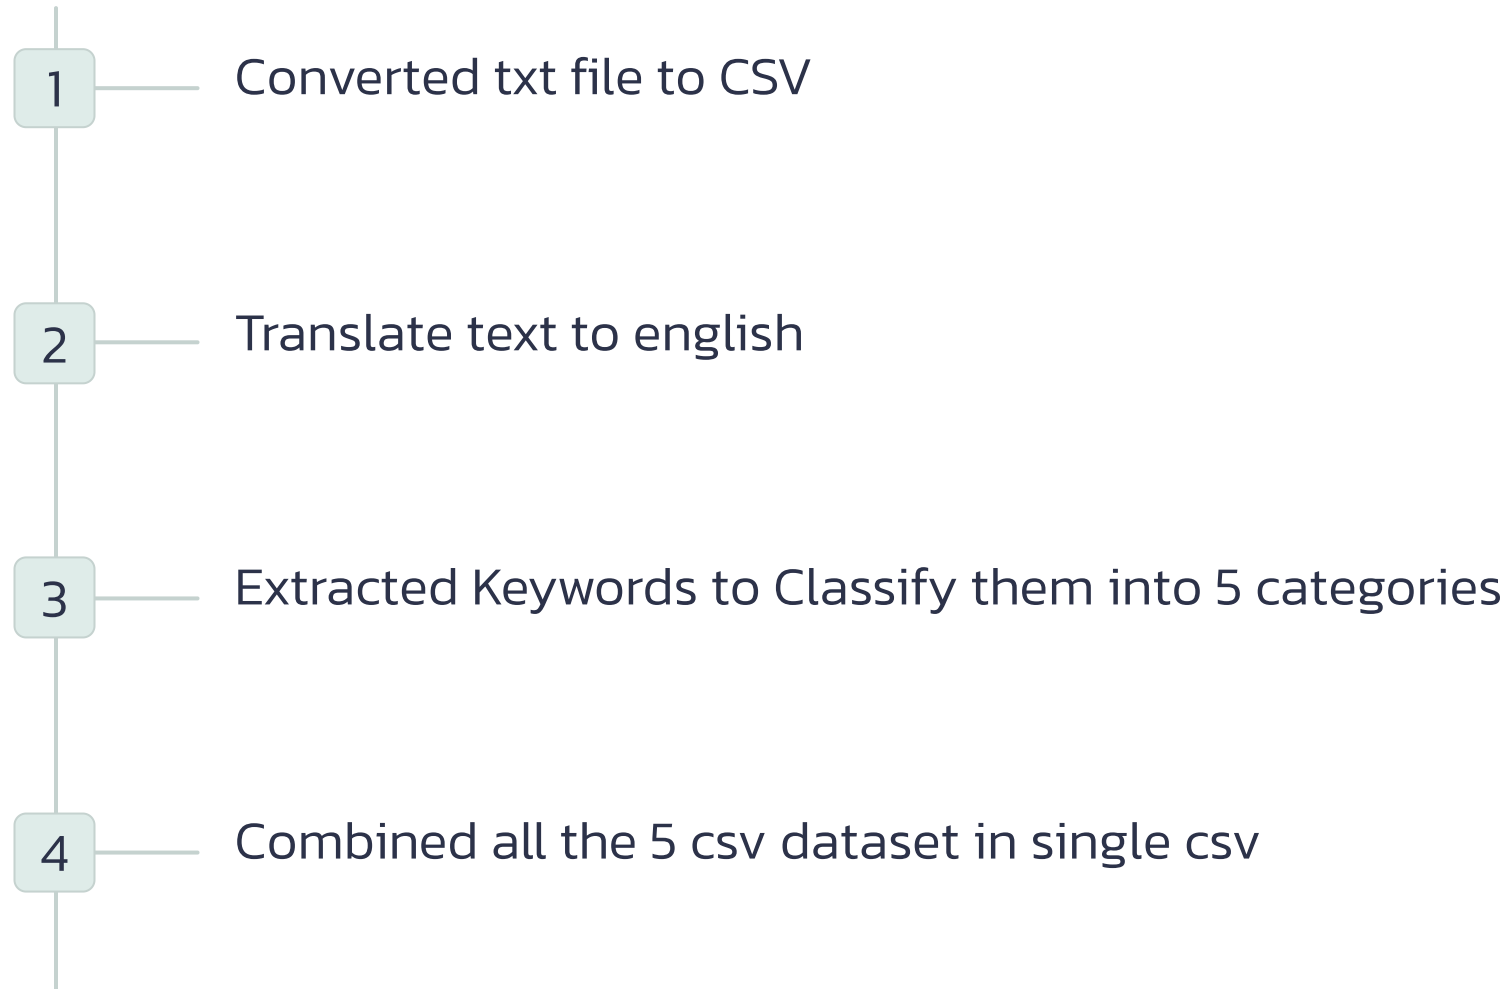 1 Converted txt file to CSV
2 Translate text to english
3 Extracted Keywords to Classify them into 5 categories
4 Combined all the 5 csv dataset in single csv